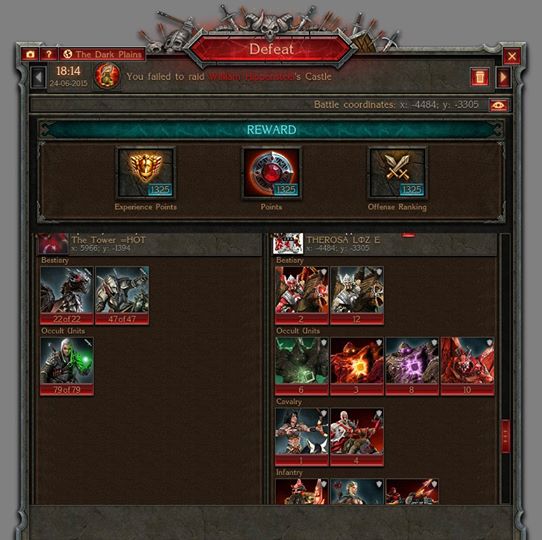 Defeat
The Dark Plains
18:14
24-06-2015
You failed to raid William Hippensteel's Castle
Battle coordinates: x: -4484; y: -3305
REWARD
1325
1325
1325
Experience Points
Points
Offense Ranking
The Tower =HOT
x: 5966; y: -1394
Bestiary
22 of 22
47 of 47
Occult Units
79 of 79
x: -4484; y: -3305
Bestiary
2
12
Occult Units
6
3
8
10
Cavalry
1
4
Infantry